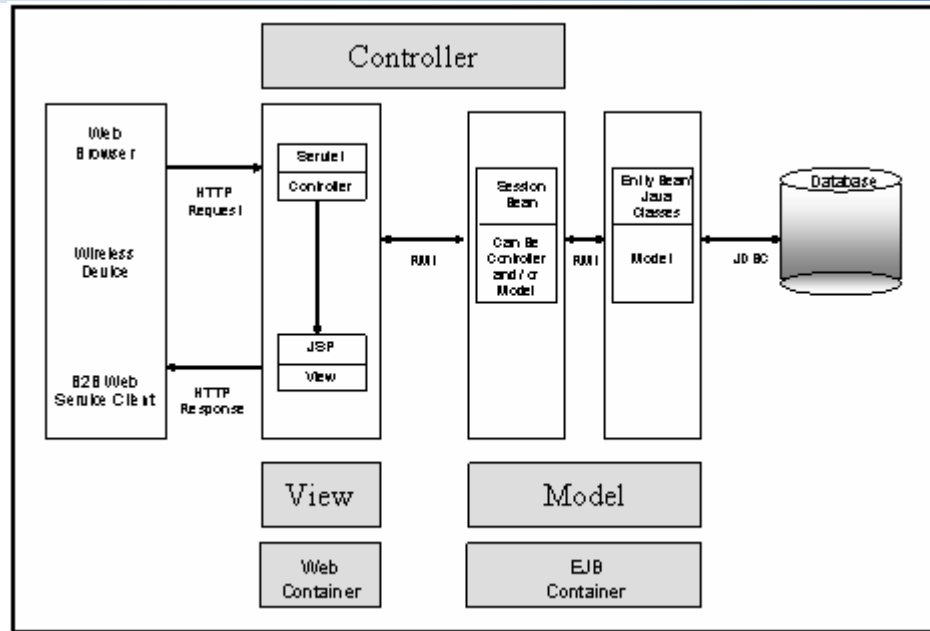 Controller
Web
Browser
Wireless
Device
B2B Web
Service Client
HTTP
Request
HTTP
Response
Servlet
Controller
JSP
View
RMI
Session
Bean
Can Be
Controller
and / or
Model
RMI
Entity Bean/
Java
Classes
Model
JDBC
Database
View
Model
Web
Container
EJB
Container